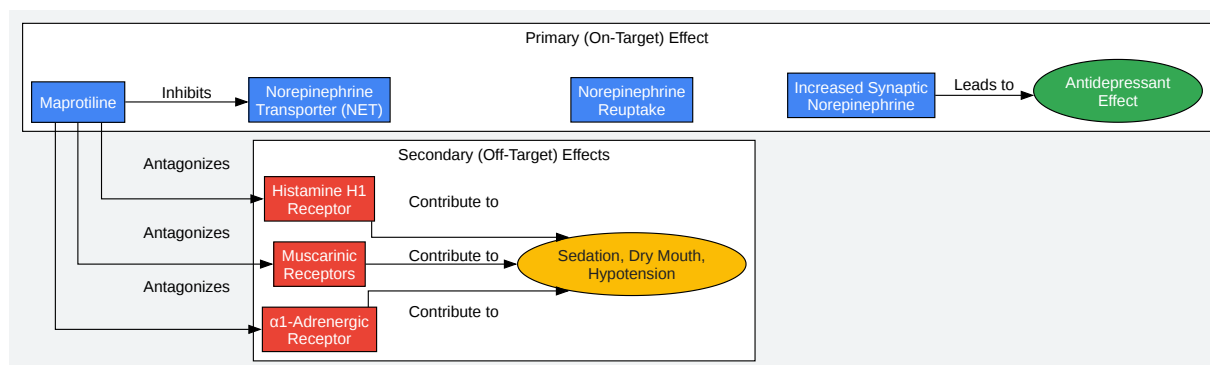 Primary (On-Target) Effect
Maprotiline
Inhibits
Norepinephrine
Transporter (NET)
Norepinephrine
Reuptake
Increased Synaptic
Norepinephrine
Leads to
Antidepressant
Effect
Secondary (Off-Target) Effects
Antagonizes
Histamine H1
Receptor
Contribute to
Antagonizes
Muscarinic
Receptors
Contribute to
Sedation, Dry Mouth,
Hypotension
Antagonizes
α1-Adrenergic
Receptor
Contribute to